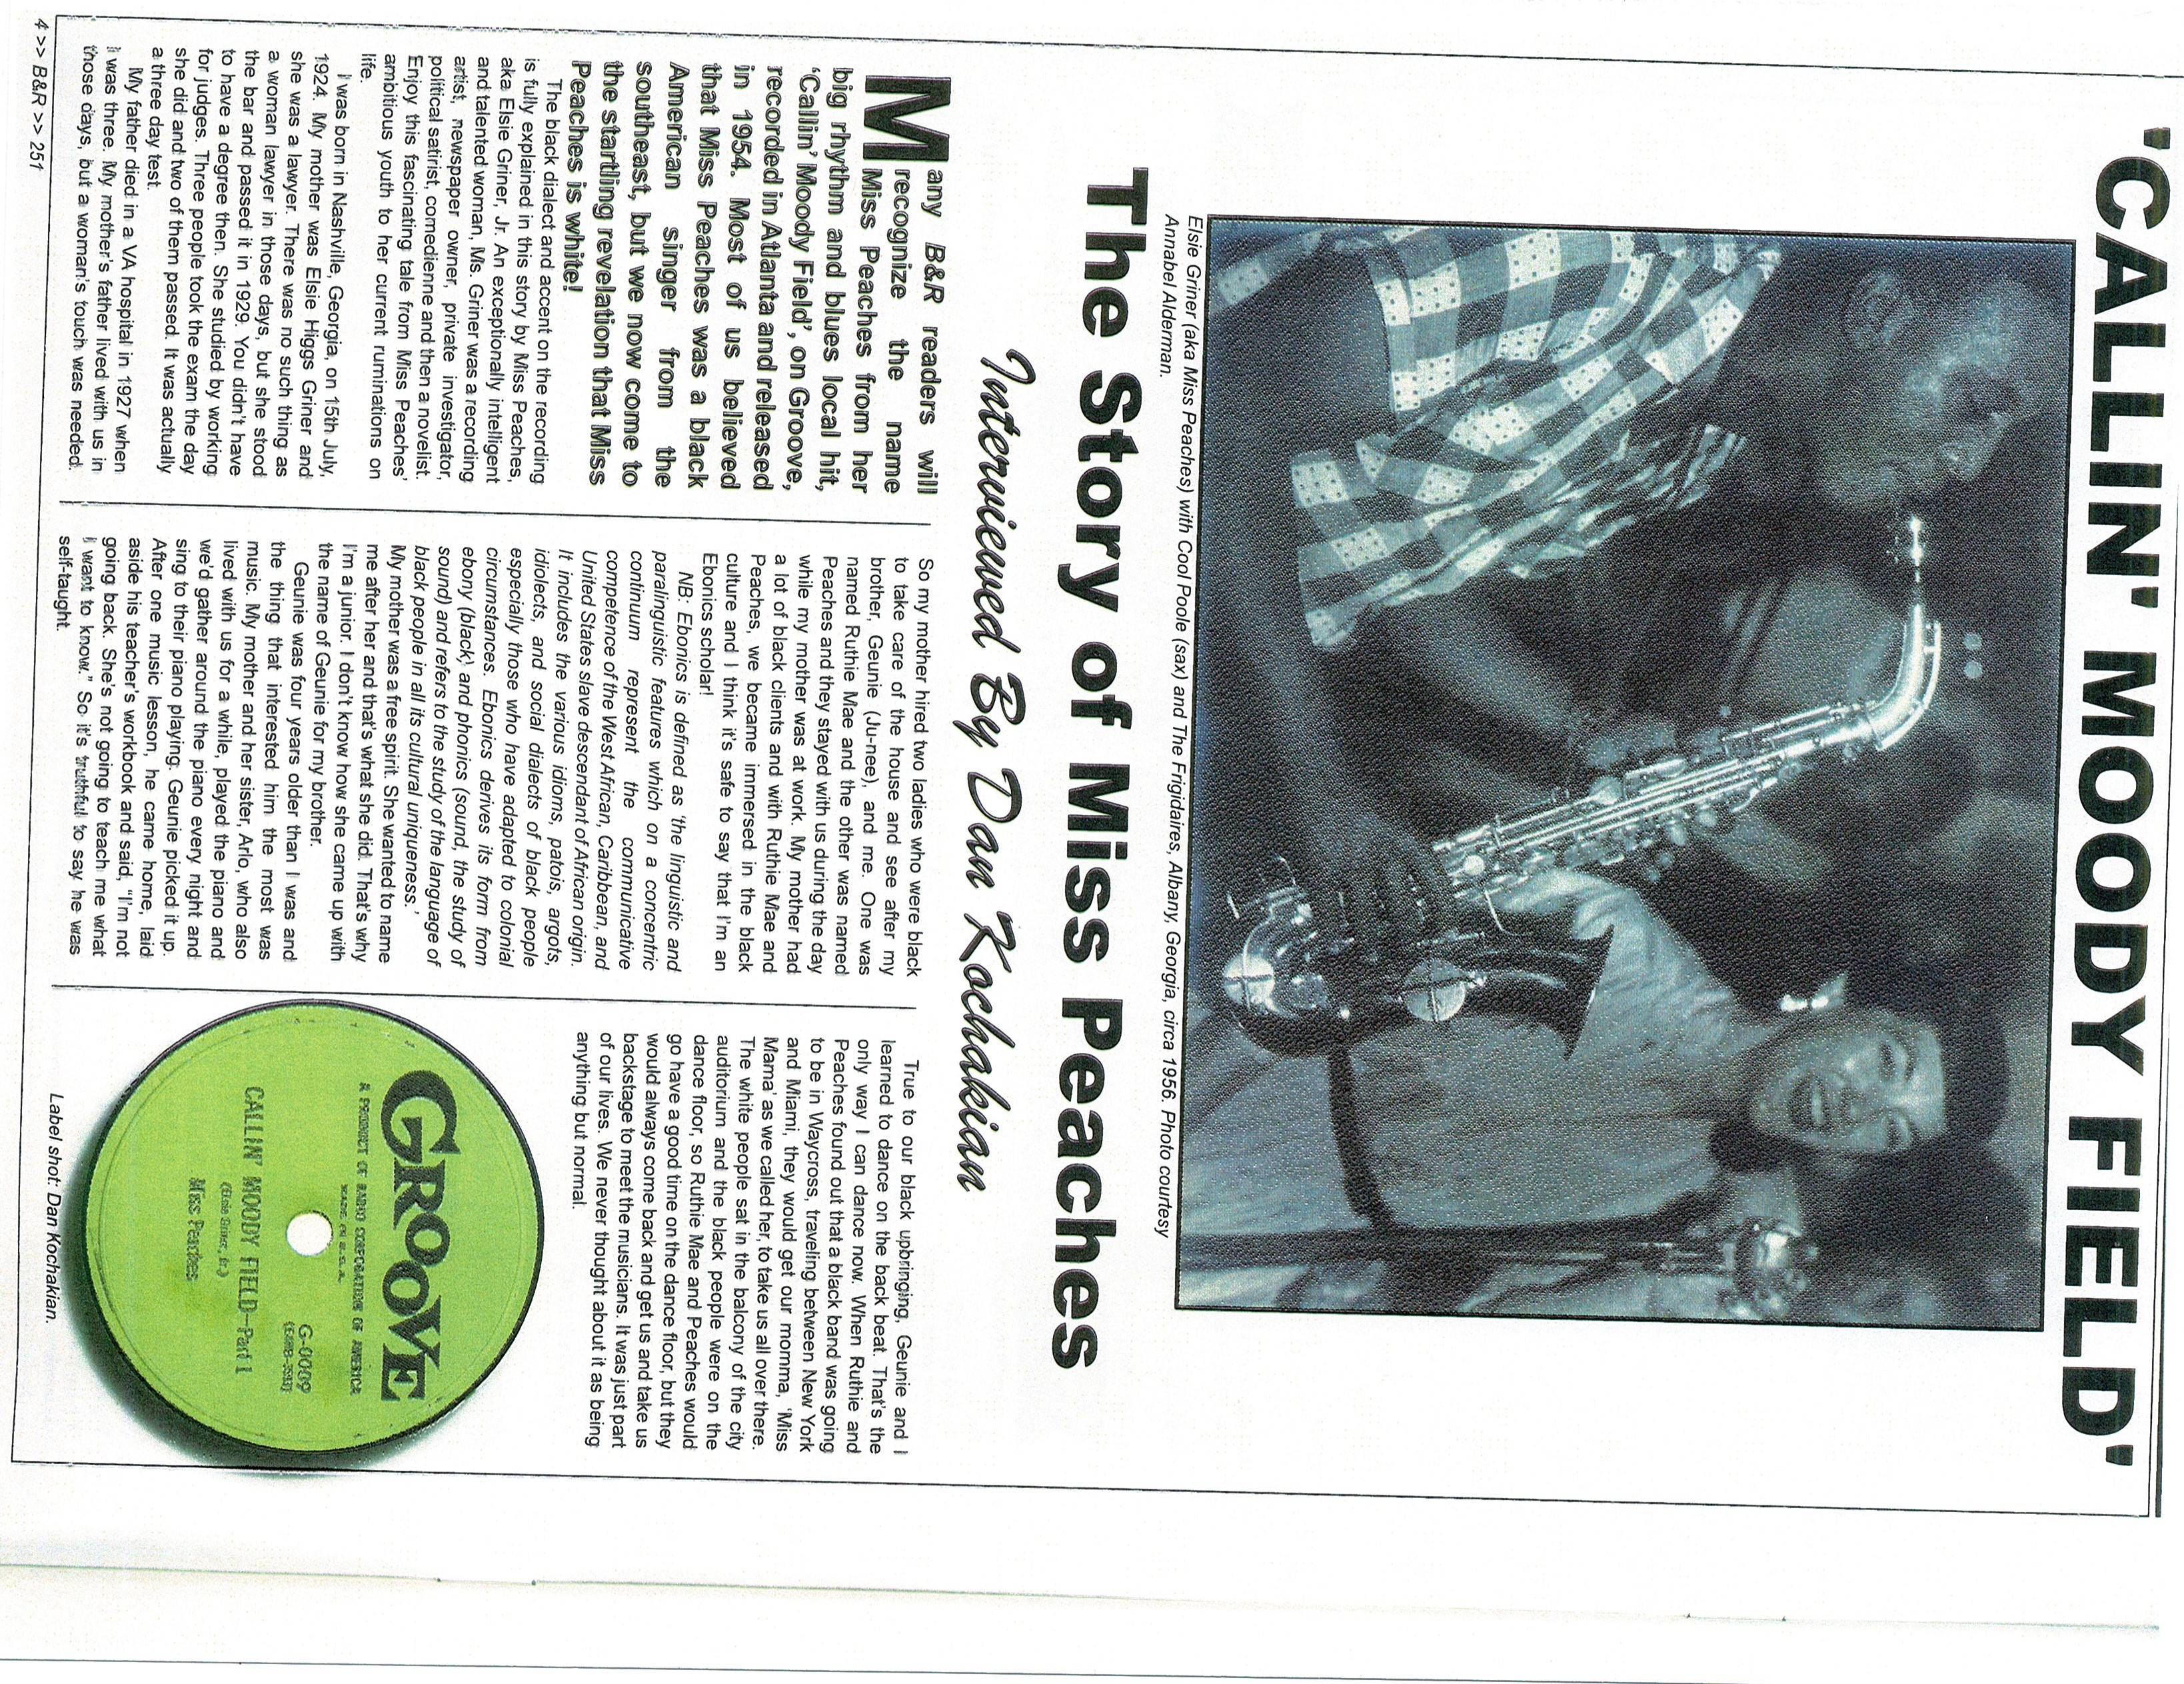 'CALLIN' MOODY FIELD'
Elsie Griner (aka Miss Peaches) with Cool Poole (sax) and The Frigidaires, Albany, Georgia, circa 1956. Photo courtesy
Annabel Alderman.
The Story of Miss Peaches
Interviewed By Dan Kochakian
Many B&R readers will
recognize the name
Miss Peaches from her
big rhythm and blues local hit,
'Callin' Moody Field', on Groove,
recorded in Atlanta and released
in 1954. Most of us believed
that Miss Peaches was a black
American singer from the
southeast, but we now come to
the startling revelation that Miss
Peaches is white!
The black dialect and accent on the recording
is fully explained in this story by Miss Peaches,
aka Elsie Griner, Jr. An exceptionally intelligent
and talented woman, Ms. Griner was a recording
artist, newspaper owner, private investigator,
political satirist, comedienne and then a novelist.
Enjoy this fascinating tale from Miss Peaches'
ambitious youth to her current ruminations on
life.
I was born in Nashville, Georgia, on 15th July,
1924. My mother was Elsie Higgs Griner and
she was a lawyer. There was no such thing as
a woman lawyer in those days, but she stood
the bar and passed it in 1929. You didn't have
to have a degree then. She studied by working
for judges. Three people took the exam the day
she did and two of them passed. It was actually
a three day test.
My father died in a VA hospital in 1927 when
I was three. My mother's father lived with us in
those days, but a woman's touch was needed.
So my mother hired two ladies who were black
to take care of the house and see after my
brother, Geunie (Ju-nee), and me. One was
named Ruthie Mae and the other was named
Peaches and they stayed with us during the day
while my mother was at work. My mother had
a lot of black clients and with Ruthie Mae and
Peaches, we became immersed in the black
culture and I think it's safe to say that I'm an
Ebonics scholar!
NB: Ebonics is defined as 'the linguistic and
paralinguistic features which on a concentric
continuum represent the communicative
competence of the West African, Caribbean, and
United States slave descendant of African origin.
It includes the various idioms, patois, argots,
idiolects, and social dialects of black people
especially those who have adapted to colonial
circumstances. Ebonics derives its form from
ebony (black) and phonics (sound, the study of
sound) and refers to the study of the language of
black people in all its cultural uniqueness.'
My mother was a free spirit. She wanted to name
me after her and that's what she did. That's why
I'm a junior. I don't know how she came up with
the name of Geunie for my brother.
Geunie was four years older than I was and
the thing that interested him the most was
music. My mother and her sister, Arlo, who also
lived with us for a while, played the piano and
we'd gather around the piano every night and
sing to their piano playing. Geunie picked it up.
After one music lesson, he came home, laid
aside his teacher's workbook and said, "I'm not
going back. She's not going to teach me what
I want to know." So it's truthful to say he was
self-taught.
True to our black upbringing, Geunie and I
learned to dance on the back beat. That's the
only way I can dance now. When Ruthie and
Peaches found out that a black band was going
to be in Waycross, traveling between New York
and Miami, they would get our momma, 'Miss
Mama' as we called her, to take us all over there.
The white people sat in the balcony of the city
auditorium and the black people were on the
dance floor, so Ruthie Mae and Peaches would
go have a good time on the dance floor, but they
would always come back and get us and take us
backstage to meet the musicians. It was just part
of our lives. We never thought about it as being
anything but normal.
GROOVE
A PRODUCT OF RADIO CORPORATION OF AMERICA
MADE IN U.S.A.
G-0009
CALLIN' MOODY FIELD—Part 1
(Elsie Griner, Jr.)
Miss Peaches
Label shot: Dan Kochakian.
4 >> B&R >> 251